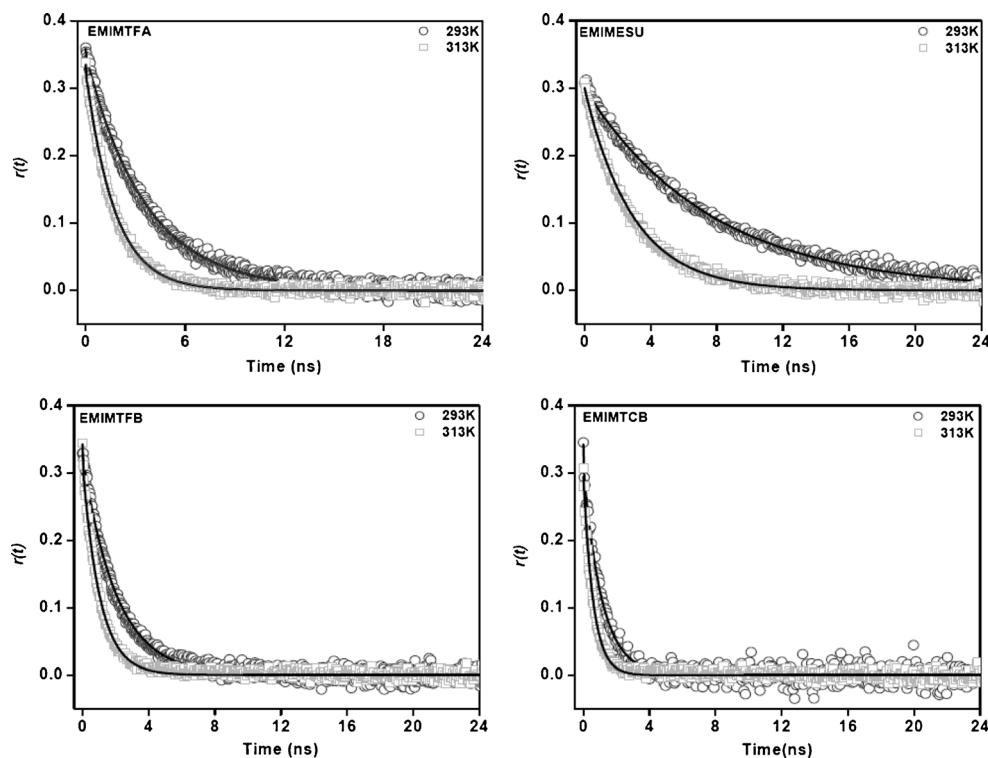 EMIMTFA
293K
313K
0.4
0.3
0.2
0.1
0.0
r(t)
0 6 12 18 24
Time (ns)
EMIMESU
293K
313K
0.4
0.3
0.2
0.1
0.0
r(t)
0 4 8 12 16 20 24
Time (ns)
EMIMTFB
293K
313K
0.4
0.3
0.2
0.1
0.0
r(t)
0 4 8 12 16 20 24
Time (ns)
EMIMTCB
293K
313K
0.4
0.3
0.2
0.1
0.0
r(t)
0 4 8 12 16 20 24
Time(ns)